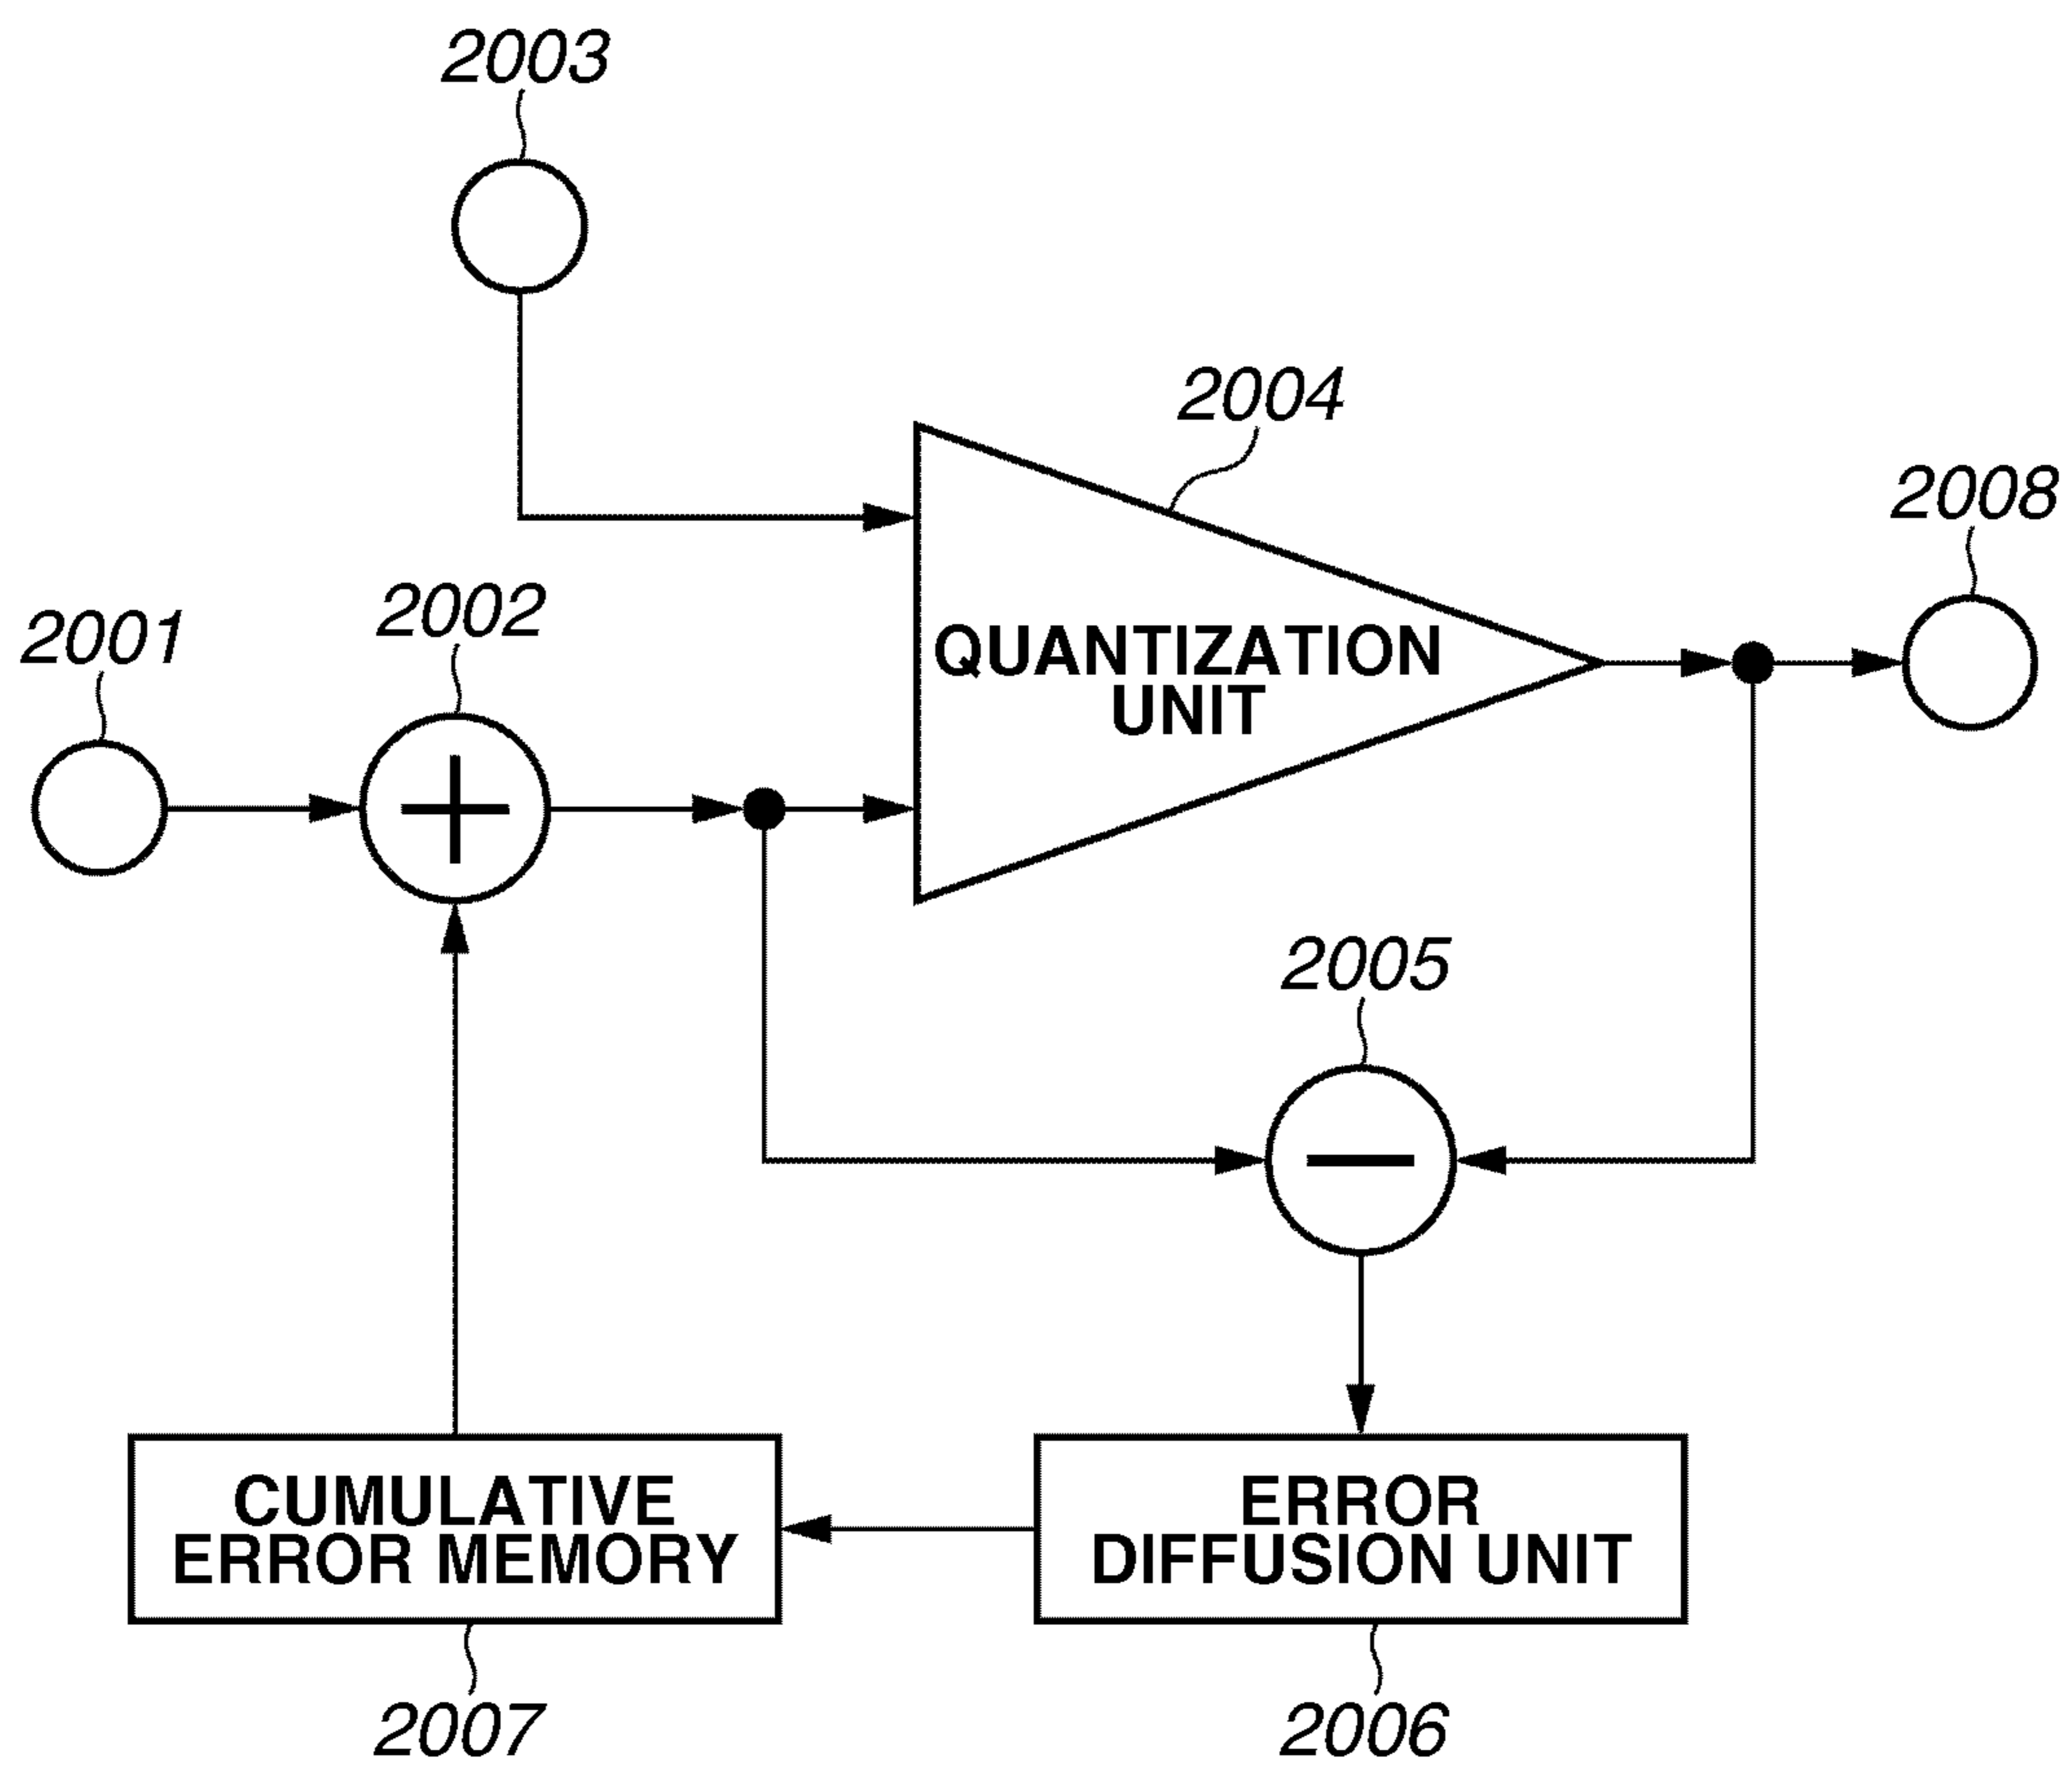 2003
2004
2008
2002
2001
QUANTIZATION
UNIT
2005
CUMULATIVE
ERROR MEMORY
ERROR
DIFFUSION UNIT
2007
2006